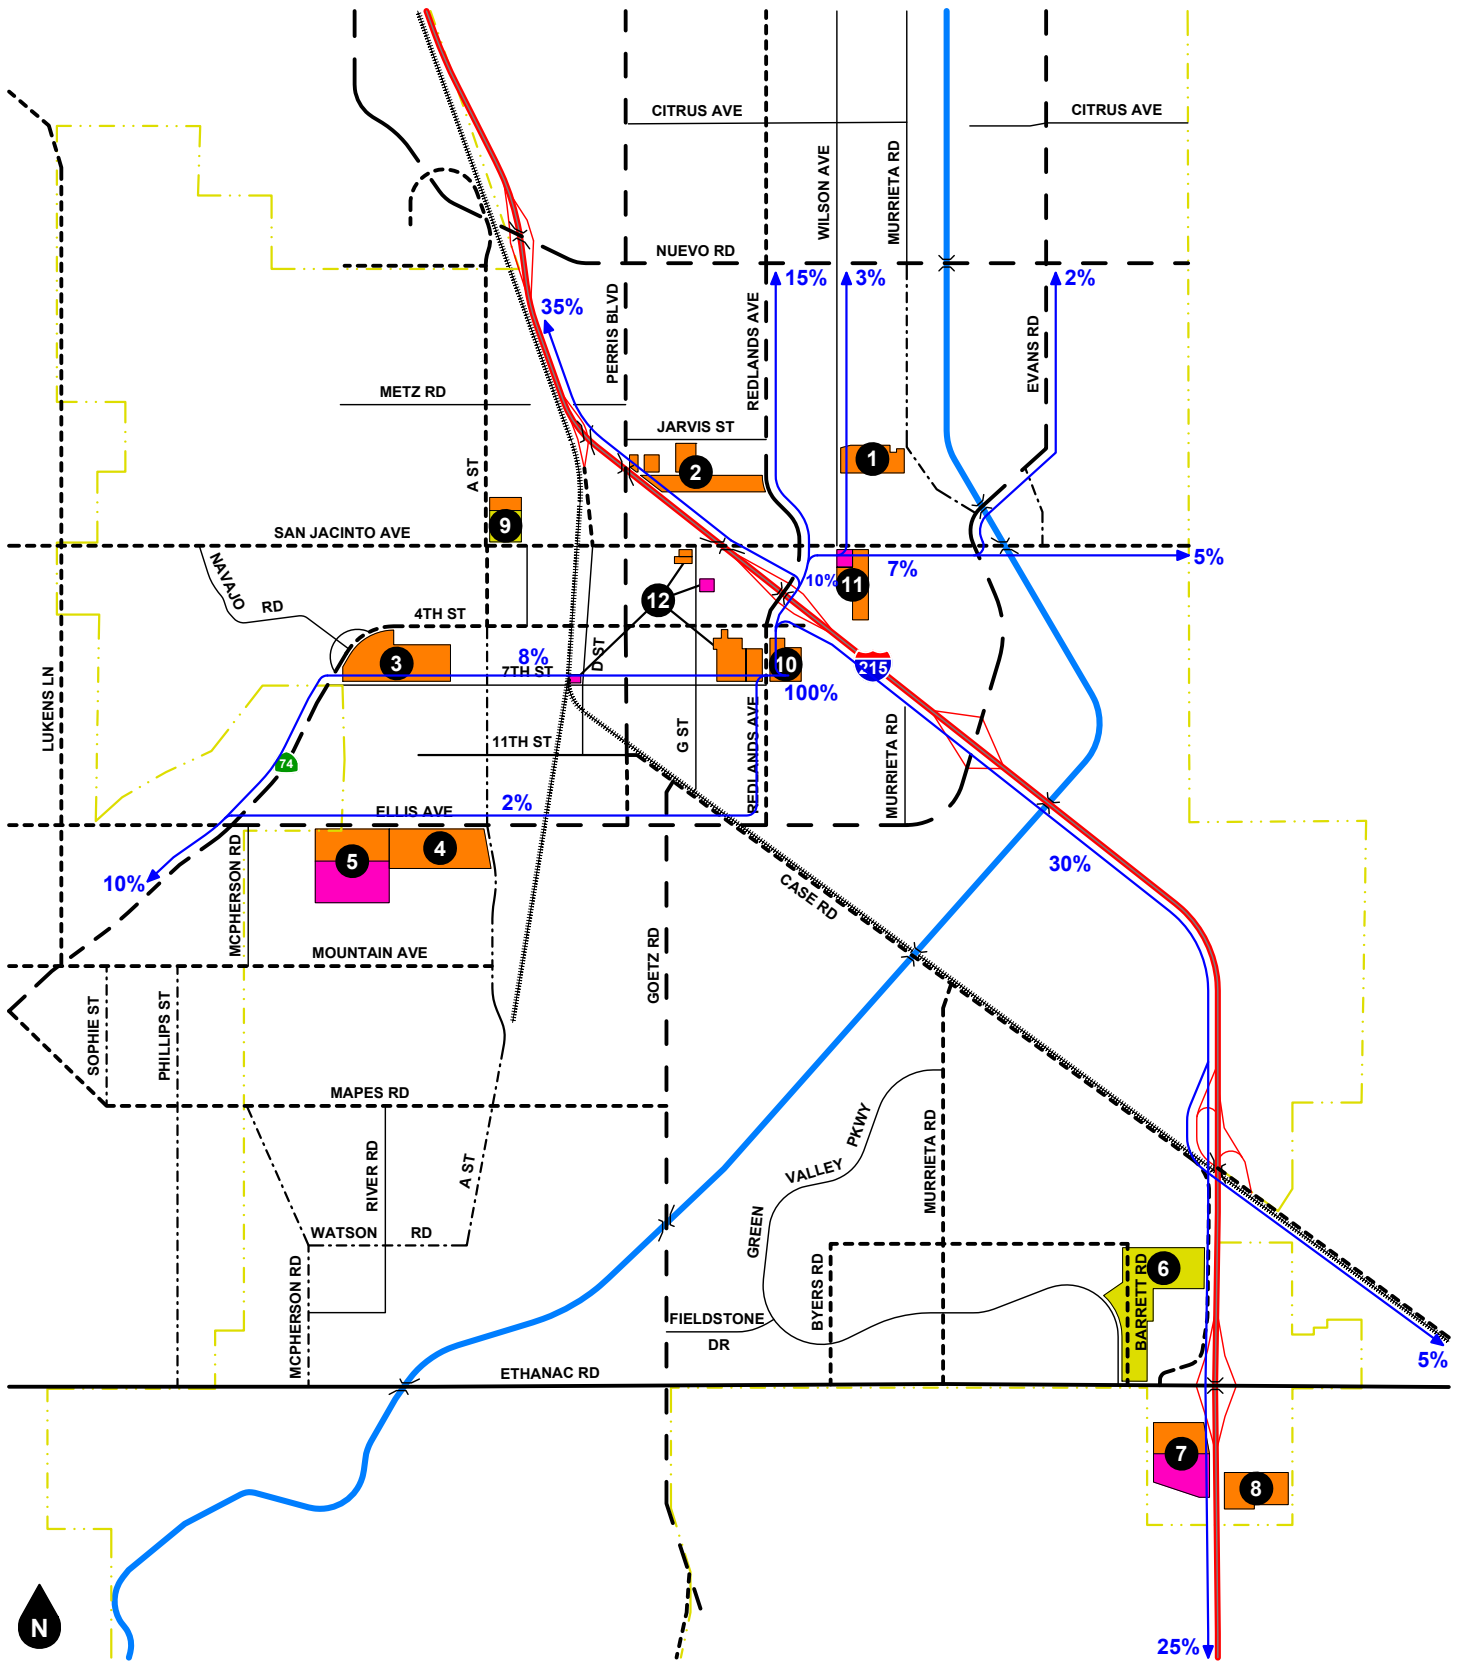 CITRUS AVE
CITRUS AVE
WILSON AVE
MURRIETA RD
NUEVO RD
15%
3%
2%
35%
PERRIS BLVD
REDLANDS AVE
EVANS RD
METZ RD
JARVIS ST
1
2
A ST
9
SAN JACINTO AVE
5%
7%
10%
11
NAVAJO
RD
12
4TH ST
D ST
8%
3
7TH ST
10
215
100%
LUKENS LN
G ST
REDLANDS AVE
MURRIETA RD
11TH ST
74
2%
ELLIS AVE
4
5
30%
10%
MCPHERSON RD
CASE RD
MOUNTAIN AVE
GOETZ RD
SOPHIE ST
PHILLIPS ST
MAPES RD
RIVER RD
A ST
PKWY
VALLEY
GREEN
MURRIETA RD
WATSON
RD
MCPHERSON RD
BYERS RD
BARRETT RD
6
FIELDSTONE
DR
5%
ETHANAC RD
7
8
N
25%